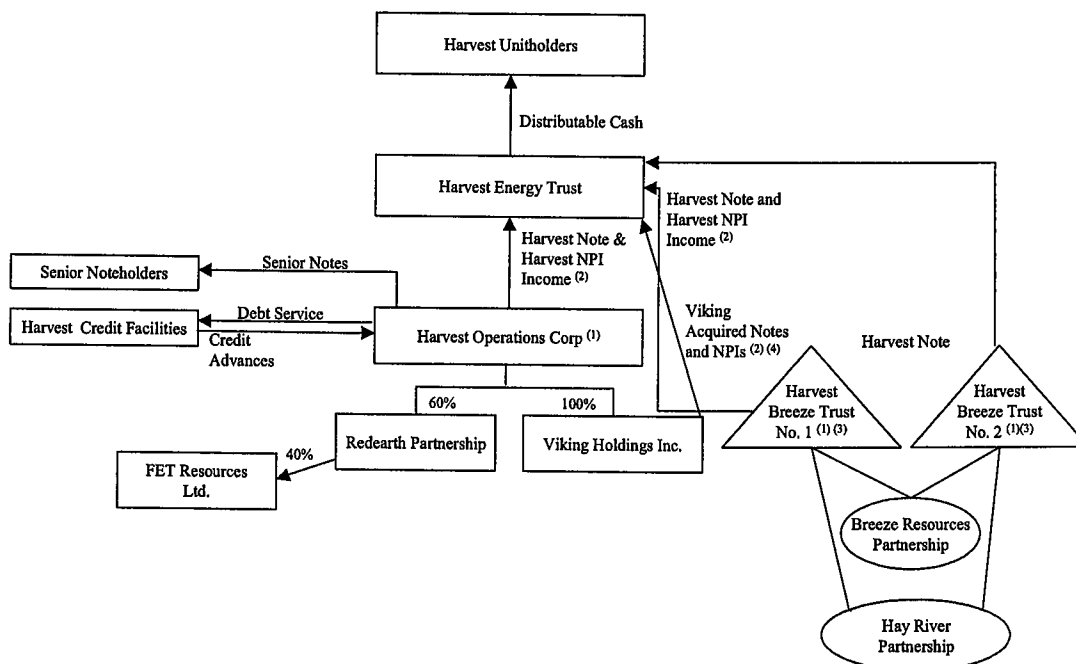 Harvest Unitholders
Distributable Cash
Harvest Energy Trust
Harvest Note and
Harvest NPI
Income (2)
Harvest Note &
Harvest NPI
Income (2)
Senior Noteholders
Senior Notes
Harvest Credit Facilities
Debt Service
Credit
Advances
Harvest Operations Corp (1)
Viking
Acquired Notes
and NPIs (2) (4)
Harvest Note
Harvest
Breeze Trust
No. 1 (1) (3)
Harvest
Breeze Trust
No. 2 (1)(3)
60%
100%
Redearth Partnership
Viking Holdings Inc.
40%
FET Resources
Ltd.
Breeze Resources
Partnership
Hay River
Partnership